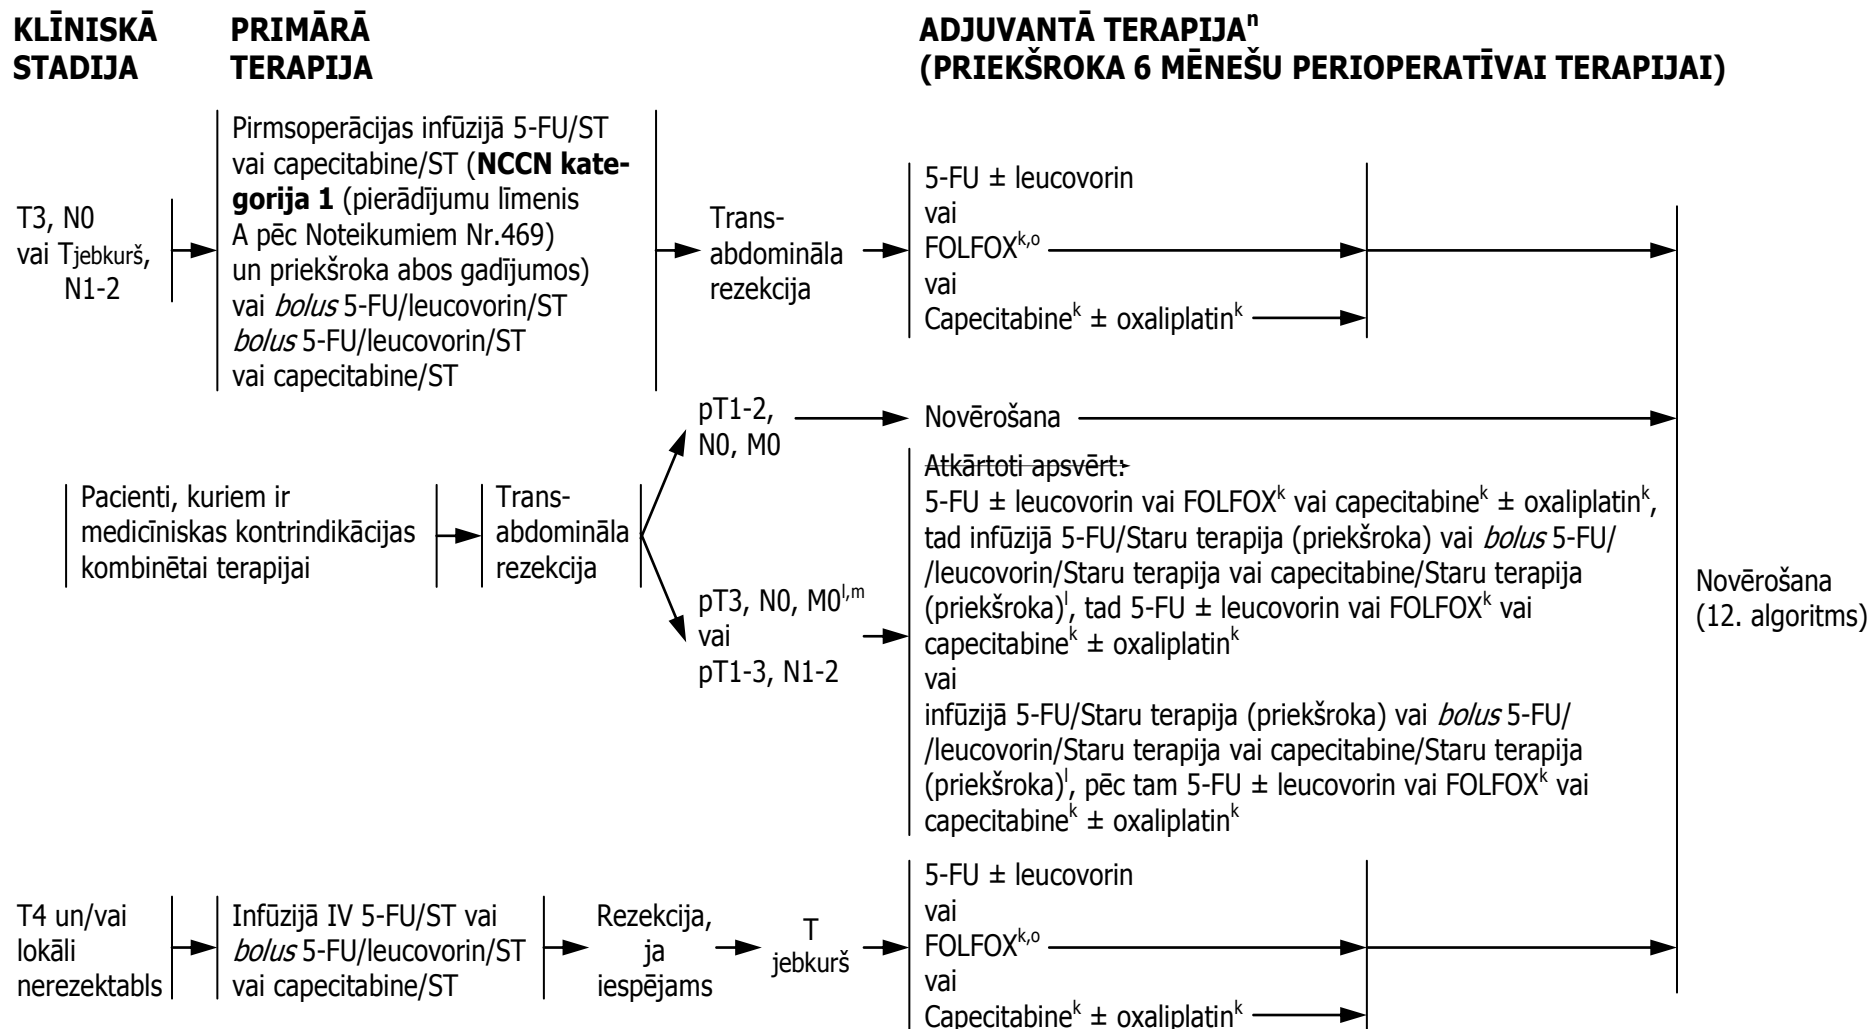 KLĪNISKĀ
STADIJA
PRIMĀRĀ
TERAPIJA
ADJUVANTĀ TERAPIJAⁿ
(PRIEKŠROKA 6 MĒNEŠU PERIOPERATĪVAI TERAPIJAI)
T3, N0
vai Tjebkurš,
N1-2
Pirmsoperācijas infūzijā 5-FU/ST
vai capecitabine/ST (NCCN kate-
gorija 1 (pierādījumu līmenis
A pēc Noteikumiem Nr.469)
un priekšroka abos gadījumos)
vai bolus 5-FU/leucovorin/ST
bolus 5-FU/leucovorin/ST
vai capecitabine/ST
Trans-
abdomināla
rezekcija
5-FU ± leucovorin
vai
FOLFOXᵏ,ᵒ
vai
Capecitabineᵏ ± oxaliplatinᵏ
Pacienti, kuriem ir
medicīniskas kontrindikācijas
kombinētai terapijai
Trans-
abdomināla
rezekcija
pT1-2,
N0, M0
Novērošana
pT3, N0, M0ˡ,ᵐ
vai
pT1-3, N1-2
Atkārtoti apsvērt:
5-FU ± leucovorin vai FOLFOXᵏ vai capecitabineᵏ ± oxaliplatinᵏ,
tad infūzijā 5-FU/Staru terapija (priekšroka) vai bolus 5-FU/
/leucovorin/Staru terapija vai capecitabine/Staru terapija
(priekšroka)ˡ, tad 5-FU ± leucovorin vai FOLFOXᵏ vai
capecitabineᵏ ± oxaliplatinᵏ
vai
infūzijā 5-FU/Staru terapija (priekšroka) vai bolus 5-FU/
/leucovorin/Staru terapija vai capecitabine/Staru terapija
(priekšroka)ˡ, pēc tam 5-FU ± leucovorin vai FOLFOXᵏ vai
capecitabineᵏ ± oxaliplatinᵏ
Novērošana
(12. algoritms)
T4 un/vai
lokāli
nerezektabls
Infūzijā IV 5-FU/ST vai
bolus 5-FU/leucovorin/ST
vai capecitabine/ST
Rezekcija,
ja
iespējams
T
jebkurš
5-FU ± leucovorin
vai
FOLFOXᵏ,ᵒ
vai
Capecitabineᵏ ± oxaliplatinᵏ